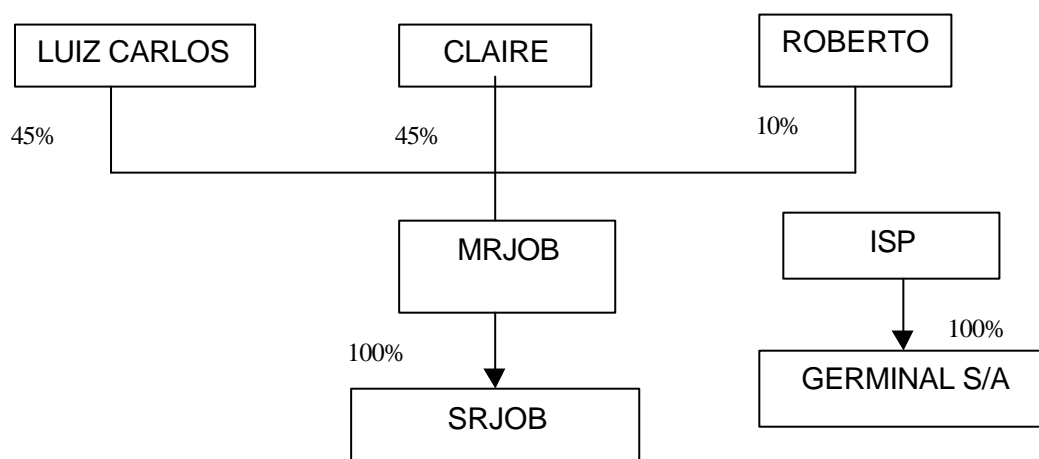 LUIZ CARLOS
CLAIRE
ROBERTO
45%
45%
10%
MRJOB
ISP
100%
100%
SRJOB
GERMINAL S/A